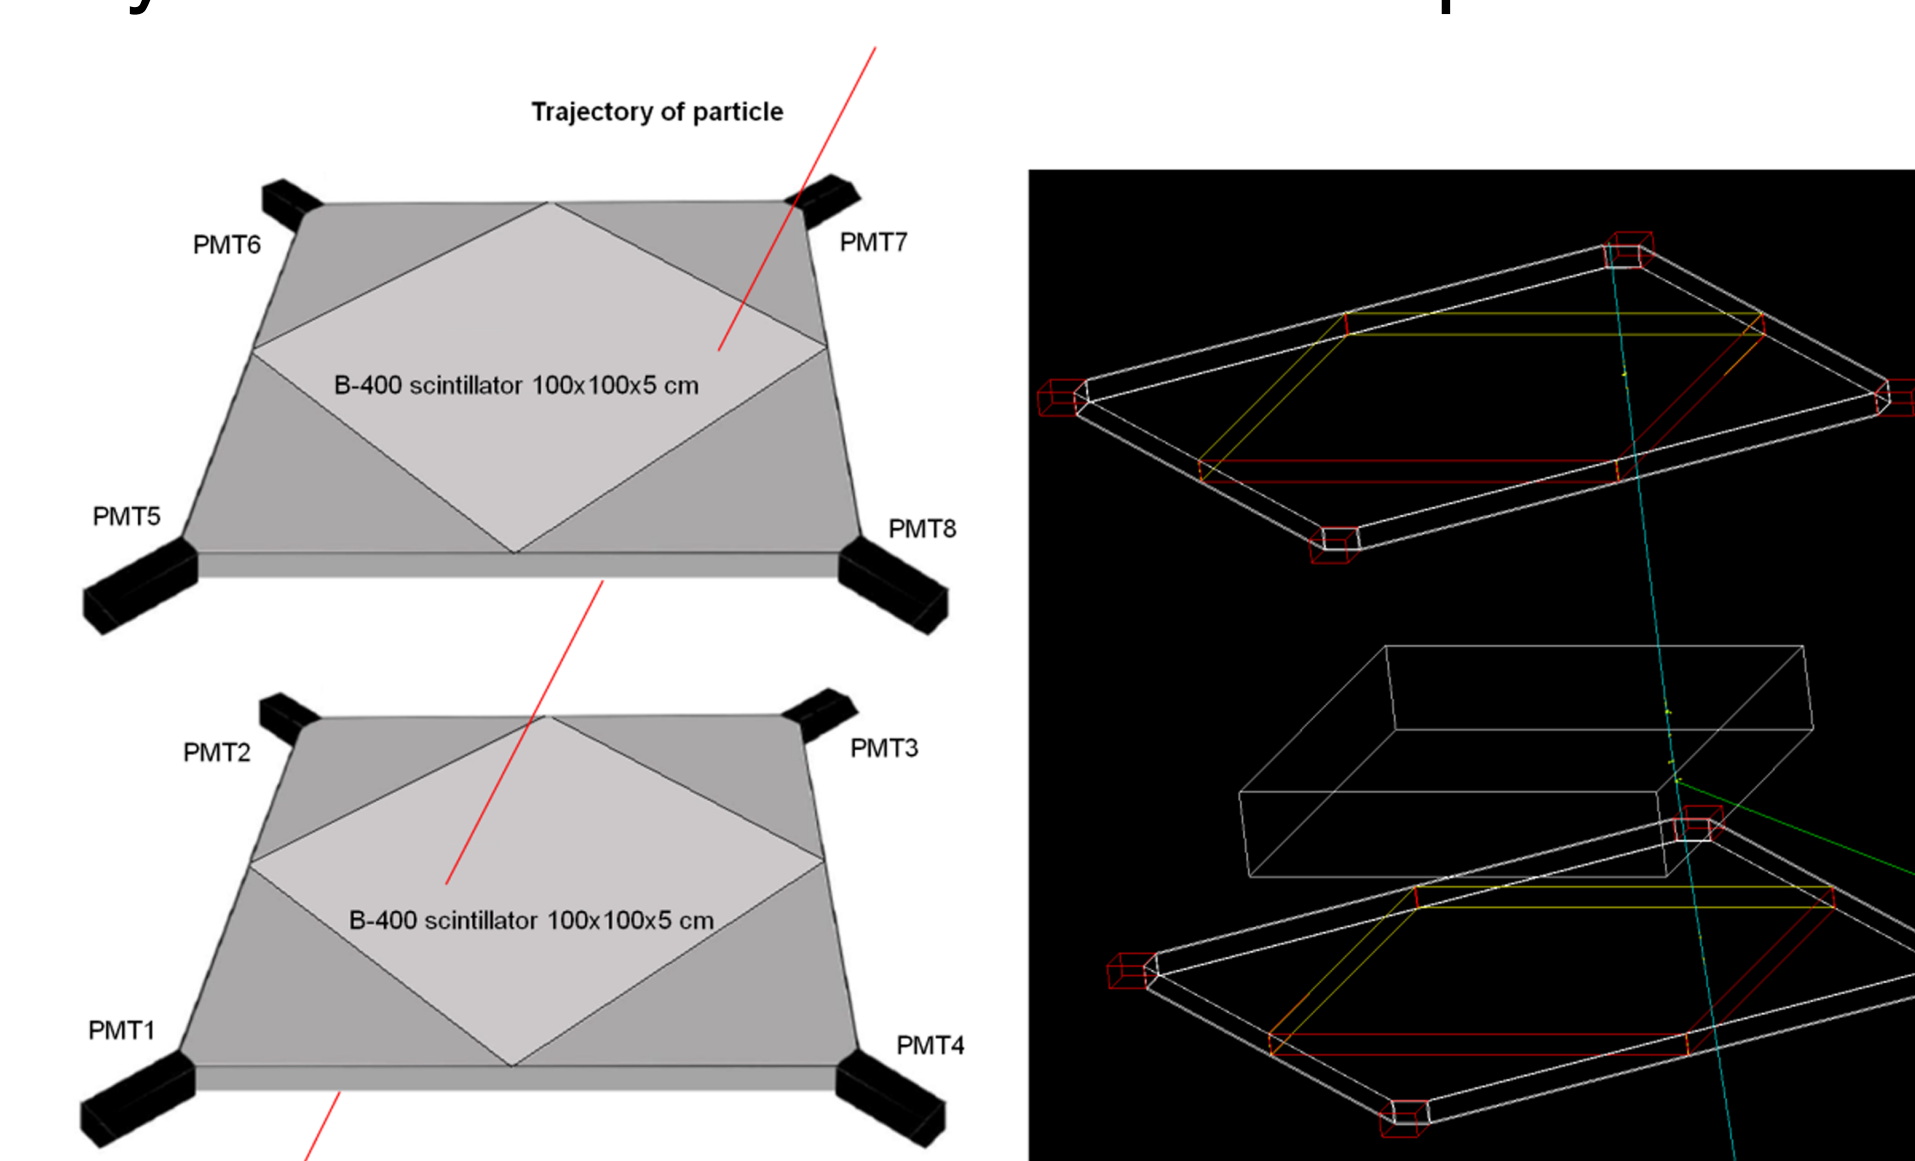 Trajectory of particle
PMT6
PMT7
B-400 scintillator 100x100x5 cm
PMT5
PMT8
PMT2
PMT3
B-400 scintillator 100x100x5 cm
PMT1
PMT4